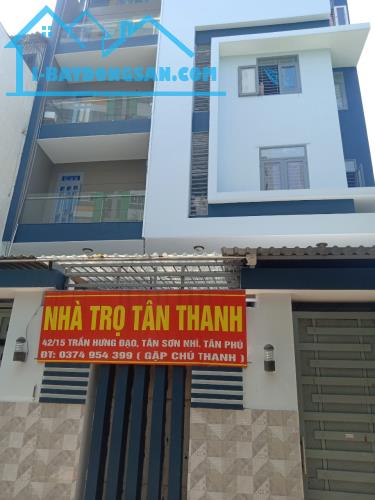 I-BATDONGSAN.COM
NHÀ TRỌ TÂN THANH
42/15 TRẦN HƯNG ĐẠO, TÂN SƠN NHÌ, TÂN PHÚ
ĐT: 0374 954 399 ( GẶP CHÚ THANH )